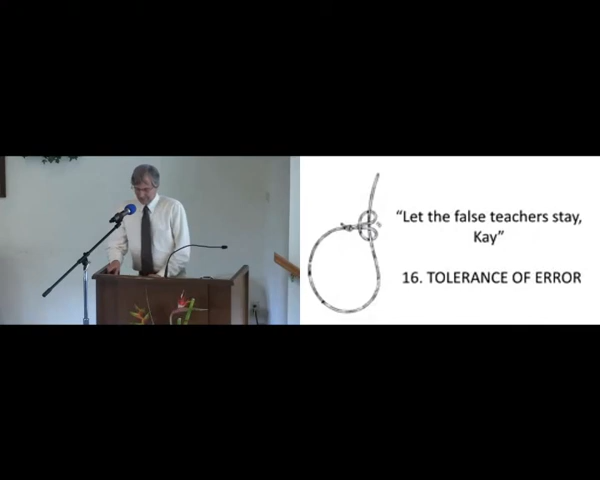 “Let the false teachers stay,
Kay”
16. TOLERANCE OF ERROR